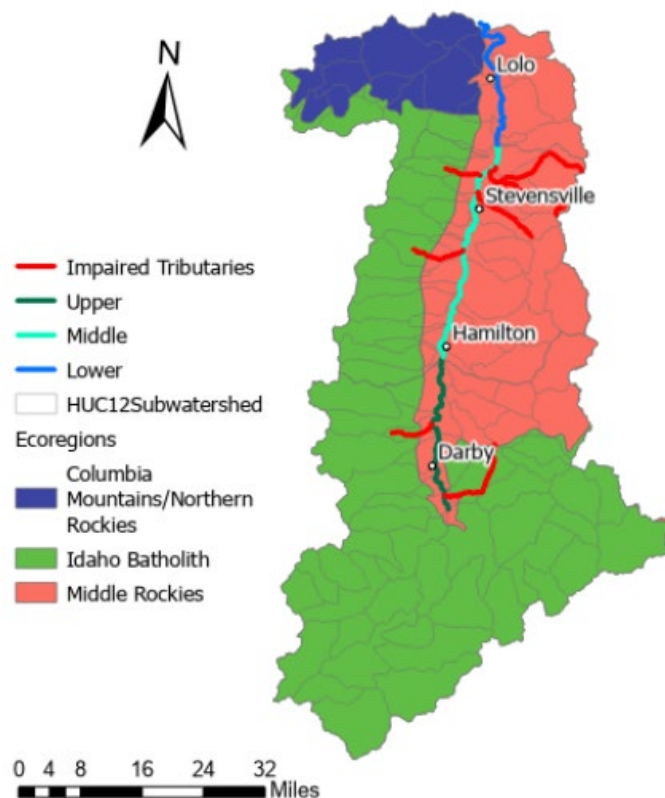 N
Lolo
Stevensville
Impaired Tributaries
Upper
Middle
Hamilton
Lower
HUC12Subwatershed
Ecoregions
Darby
Columbia
Mountains/Northern
Rockies
Idaho Batholith
Middle Rockies
0 4 8 16 24 32
Miles